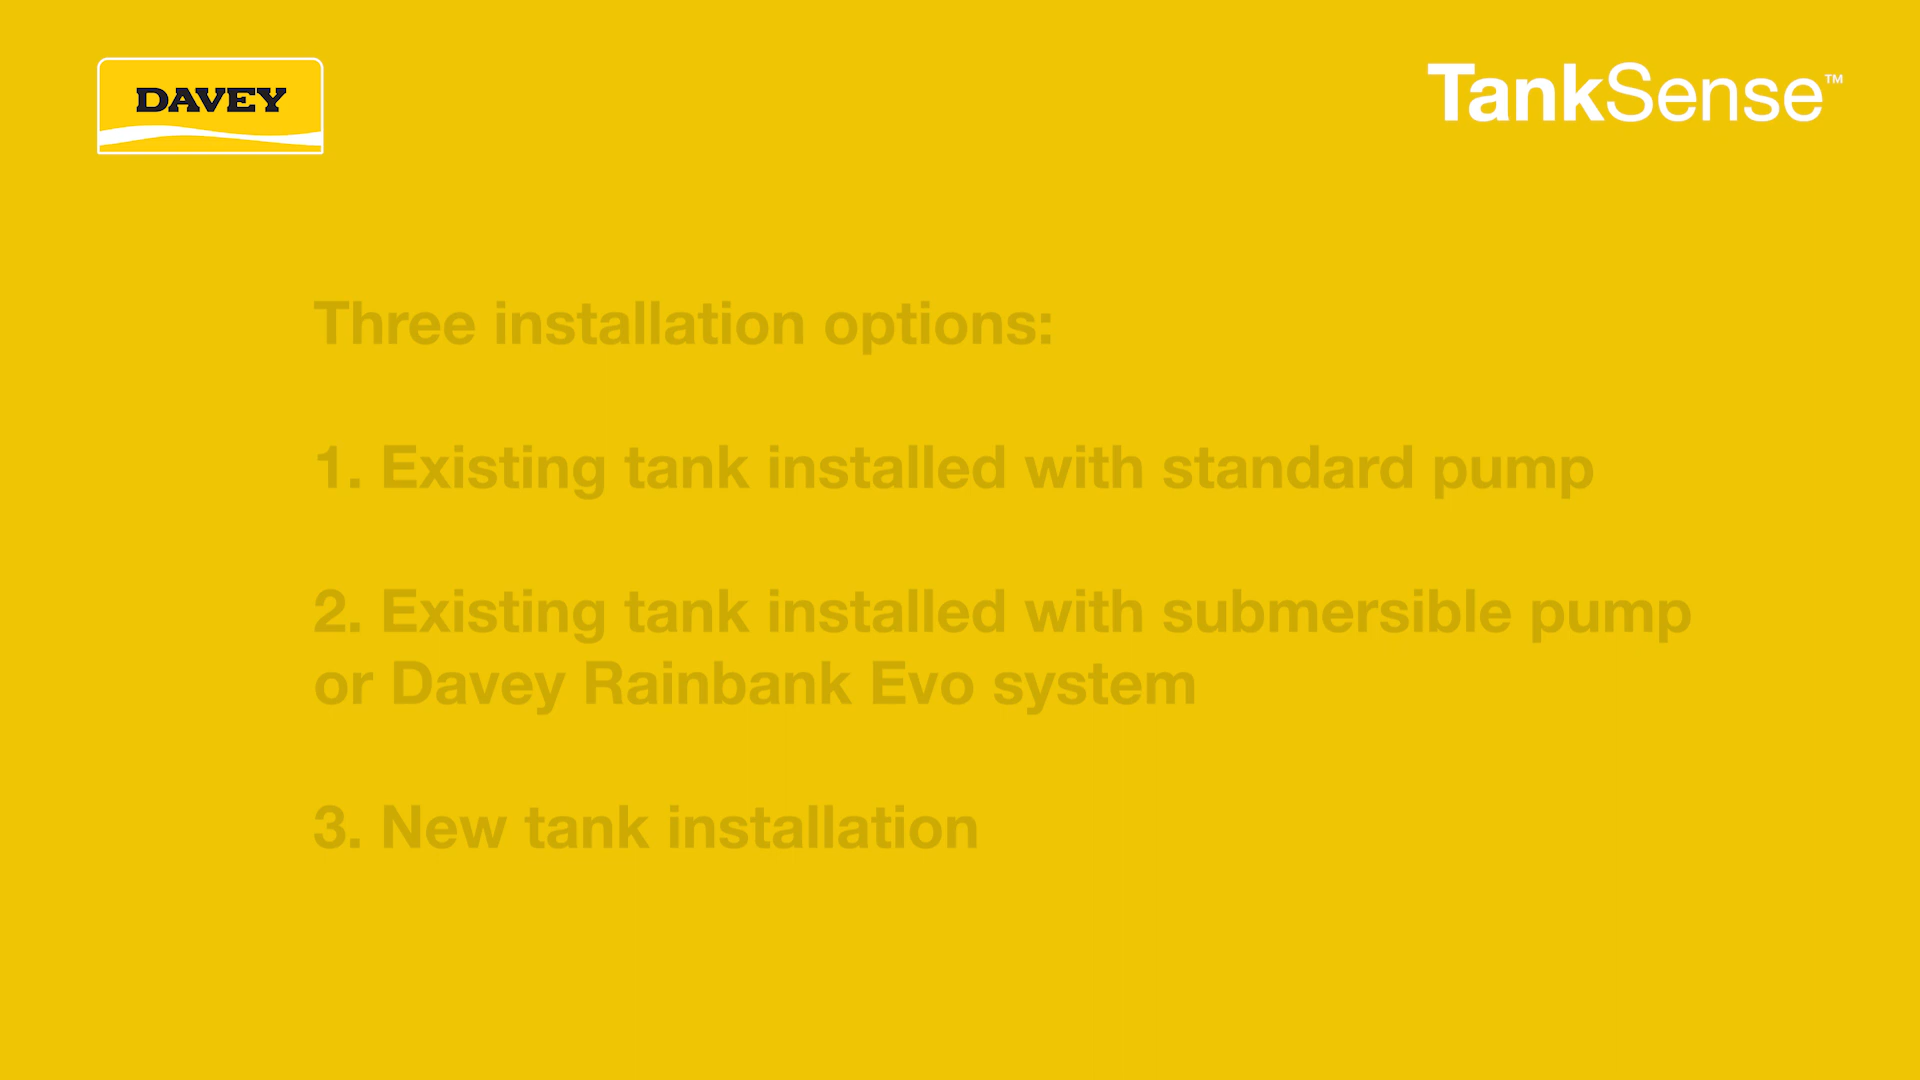 DAVEY
TankSense™
Three installation options:
1. Existing tank installed with standard pump
2. Existing tank installed with submersible pump
or Davey Rainbank Evo system
3. New tank installation